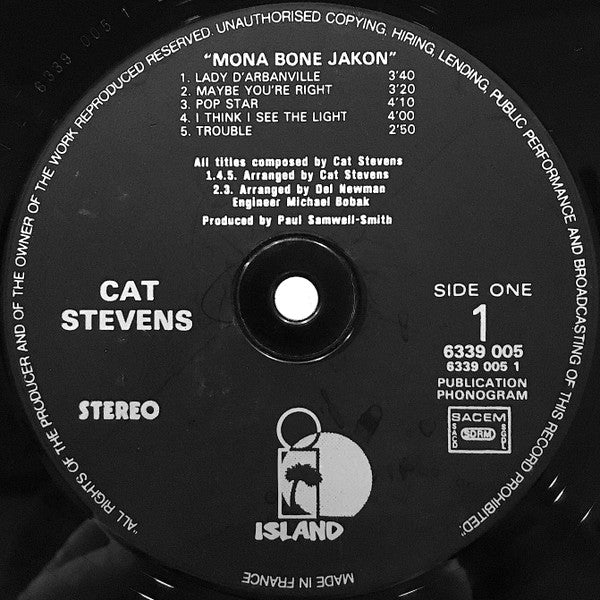 "ALL RIGHTS OF THE PRODUCER AND OF THE OWNER OF THE WORK REPRODUCED RESERVED. UNAUTHORISED COPYING, HIRING, LENDING, PUBLIC PERFORMANCE AND BROADCASTING OF THIS RECORD PROHIBITED."
6339 005 1
"MONA BONE JAKON"
1. LADY D'ARBANVILLE 3'40
2. MAYBE YOU'RE RIGHT 3'20
3. POP STAR 4'10
4. I THINK I SEE THE LIGHT 4'00
5. TROUBLE 2'50
All titles composed by Cat Stevens
1.4.5. Arranged by Cat Stevens
2.3. Arranged by Del Newman
Engineer Michael Bobak
Produced by Paul Samwell-Smith
CAT
STEVENS
STEREO
SIDE ONE
1
6339 005
6339 005 1
PUBLICATION
PHONOGRAM
SACEM
SACD SDRM SGDL
ISLAND
MADE IN FRANCE